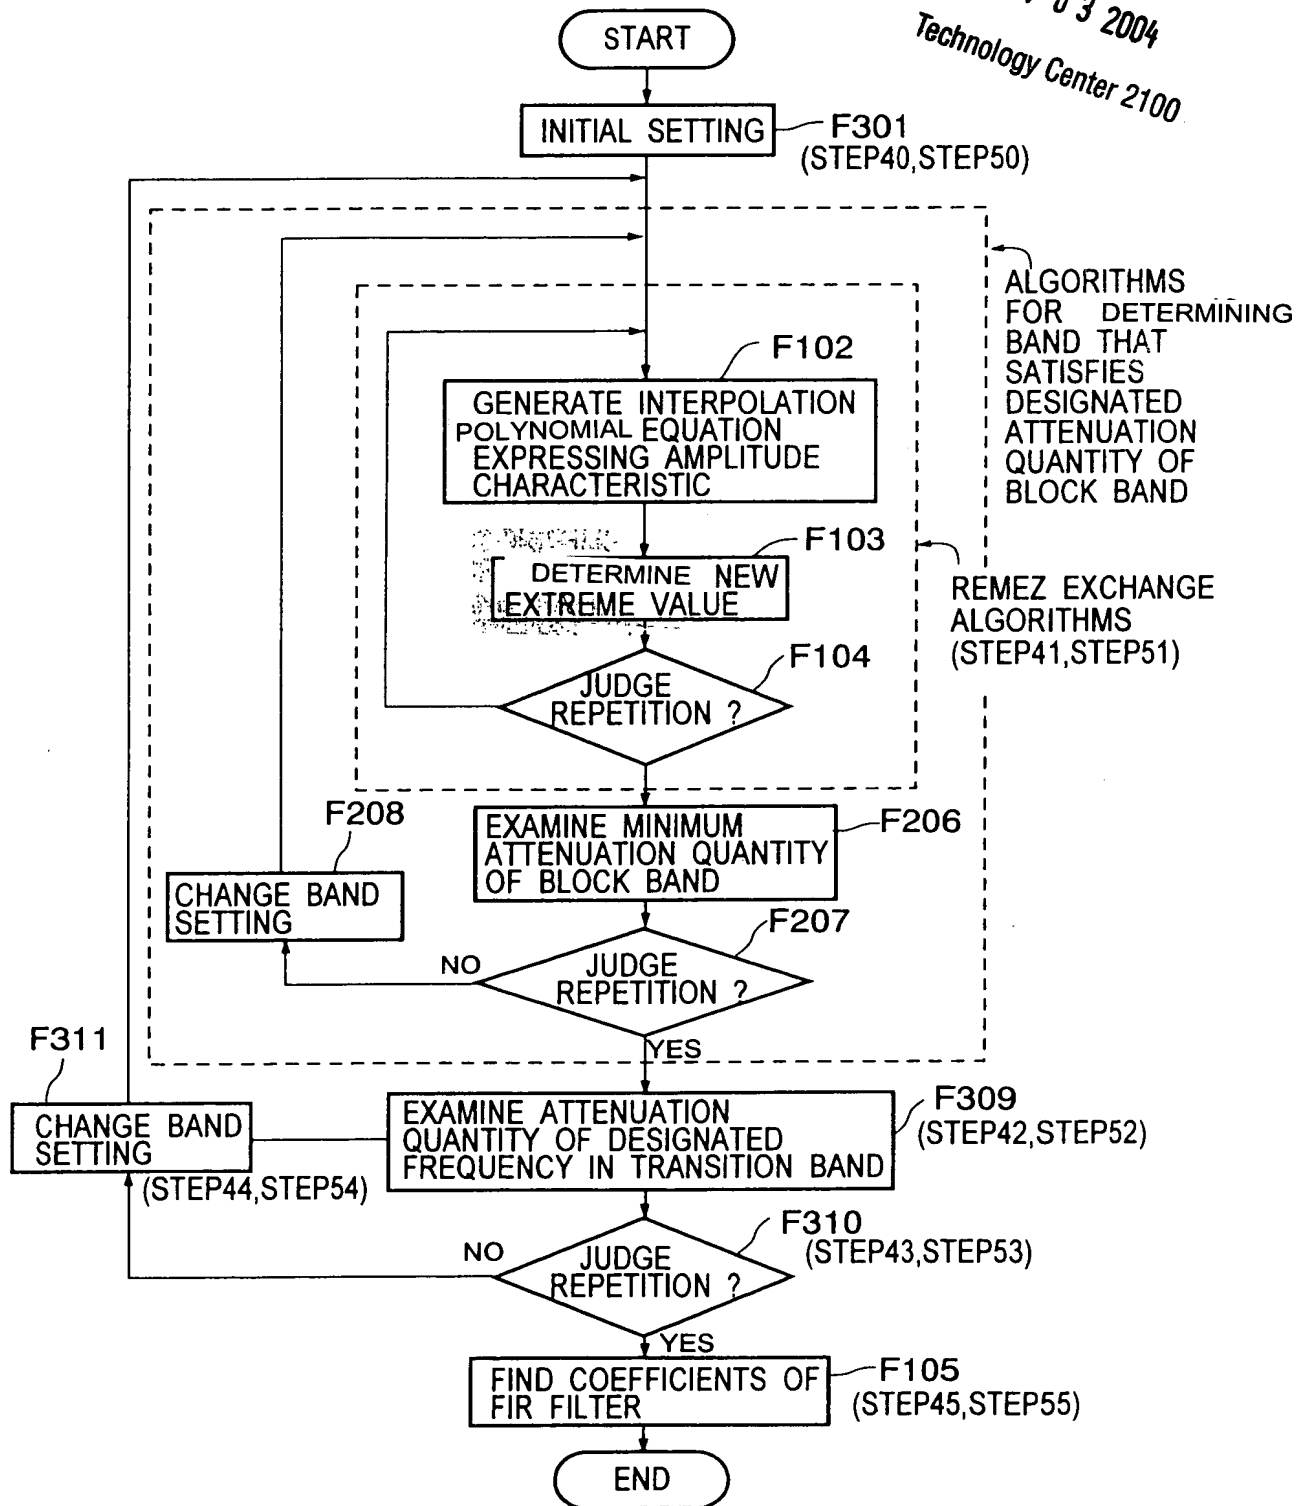 0 3 2004
Technology Center 2100
START
INITIAL SETTING
F301
(STEP40,STEP50)
ALGORITHMS
FOR DETERMINING
BAND THAT
SATISFIES
DESIGNATED
ATTENUATION
QUANTITY OF
BLOCK BAND
F102
GENERATE INTERPOLATION
POLYNOMIAL EQUATION
EXPRESSING AMPLITUDE
CHARACTERISTIC
F103
DETERMINE NEW
EXTREME VALUE
REMEZ EXCHANGE
ALGORITHMS
(STEP41,STEP51)
F104
JUDGE
REPETITION ?
F208
CHANGE BAND
SETTING
EXAMINE MINIMUM
ATTENUATION QUANTITY
OF BLOCK BAND
F206
F207
NO
JUDGE
REPETITION ?
YES
F311
CHANGE BAND
SETTING
(STEP44,STEP54)
EXAMINE ATTENUATION
QUANTITY OF DESIGNATED
FREQUENCY IN TRANSITION BAND
F309
(STEP42,STEP52)
F310
(STEP43,STEP53)
NO
JUDGE
REPETITION ?
YES
FIND COEFFICIENTS OF
FIR FILTER
F105
(STEP45,STEP55)
END